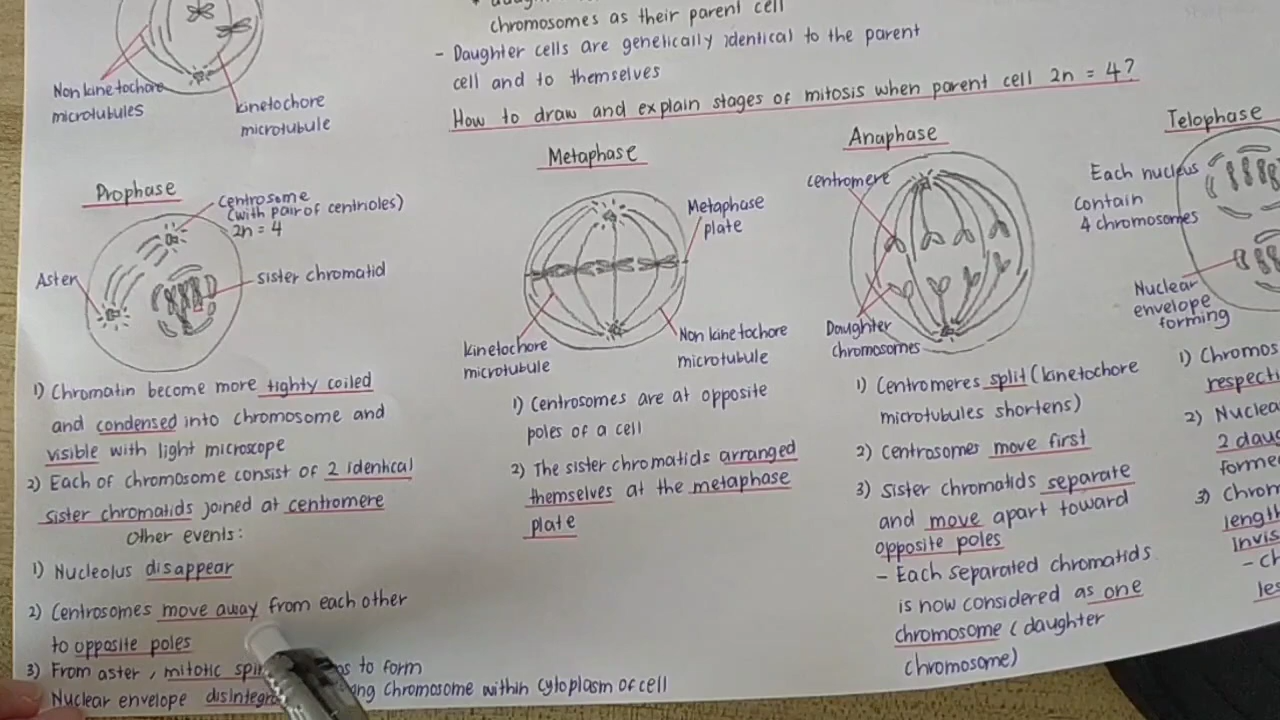 chromosomes as their parent cell
- Daughter cells are genetically identical to the parent
cell and to themselves
How to draw and explain stages of mitosis when parent cell 2n = 4?
Non kinetochore
microtubules
kinetochore
microtubule
Prophase
Centrosome
(with pair of centrioles)
2n = 4
Aster
sister chromatid
1) Chromatin become more tighty coiled
and condensed into chromosome and
visible with light microscope
2) Each of chromosome consist of 2 identical
sister chromatids joined at centromere
Other events:
1) Nucleolus disappear
2) Centrosomes move away from each other
to opposite poles
3) From aster, mitotic to form
Nuclear envelope chromosome within cytoplasm of cell
Metaphase
Metaphase
plate
kinetochore
microtubule
Non kinetochore
microtubule
1) Centrosomes are at opposite
poles of a cell
2) The sister chromatids arranged
themselves at the metaphase
plate
Anaphase
centromere
Daughter
chromosomes
1) Centromeres split (kinetochore
microtubules shortens)
2) Centrosomes move first
3) Sister chromatids separate
and move apart toward
opposite poles
- Each separated chromatids
is now considered as one
chromosome (daughter
chromosome)
Telophase
Each nucleus
contain
4 chromosomes
Nuclear
envelope
forming
1)
2)
2
3)